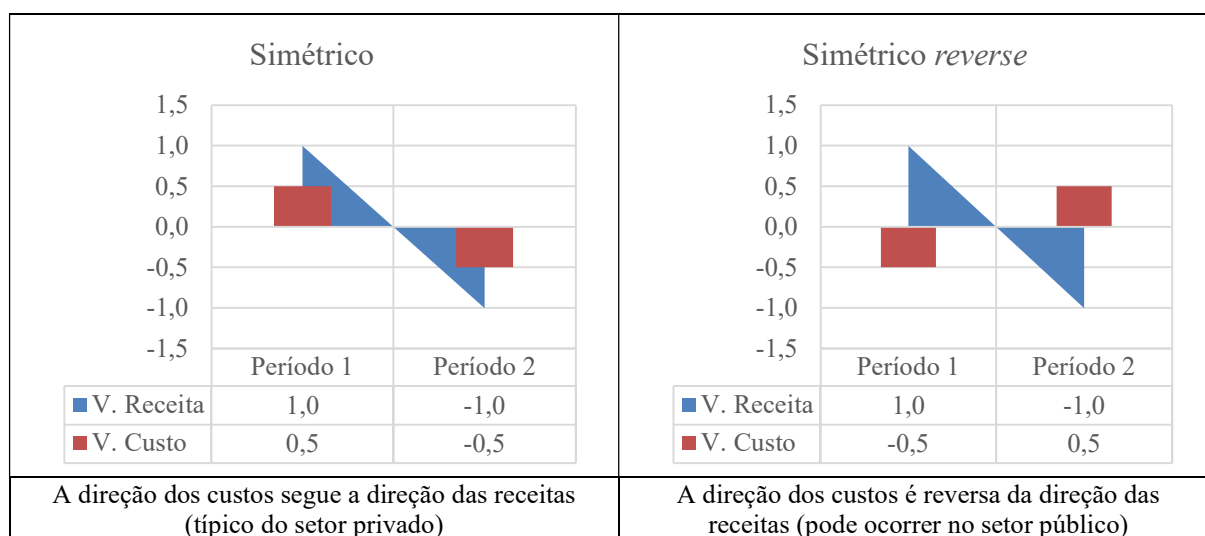 Simétrico
1,5
1,0
0,5
0,0
-0,5
-1,0
-1,5
Período 1 Período 2
V. Receita 1,0 -1,0
V. Custo 0,5 -0,5
A direção dos custos segue a direção das receitas
(típico do setor privado)
Simétrico reverse
1,5
1,0
0,5
0,0
-0,5
-1,0
-1,5
Período 1 Período 2
V. Receita 1,0 -1,0
V. Custo -0,5 0,5
A direção dos custos é reversa da direção das
receitas (pode ocorrer no setor público)